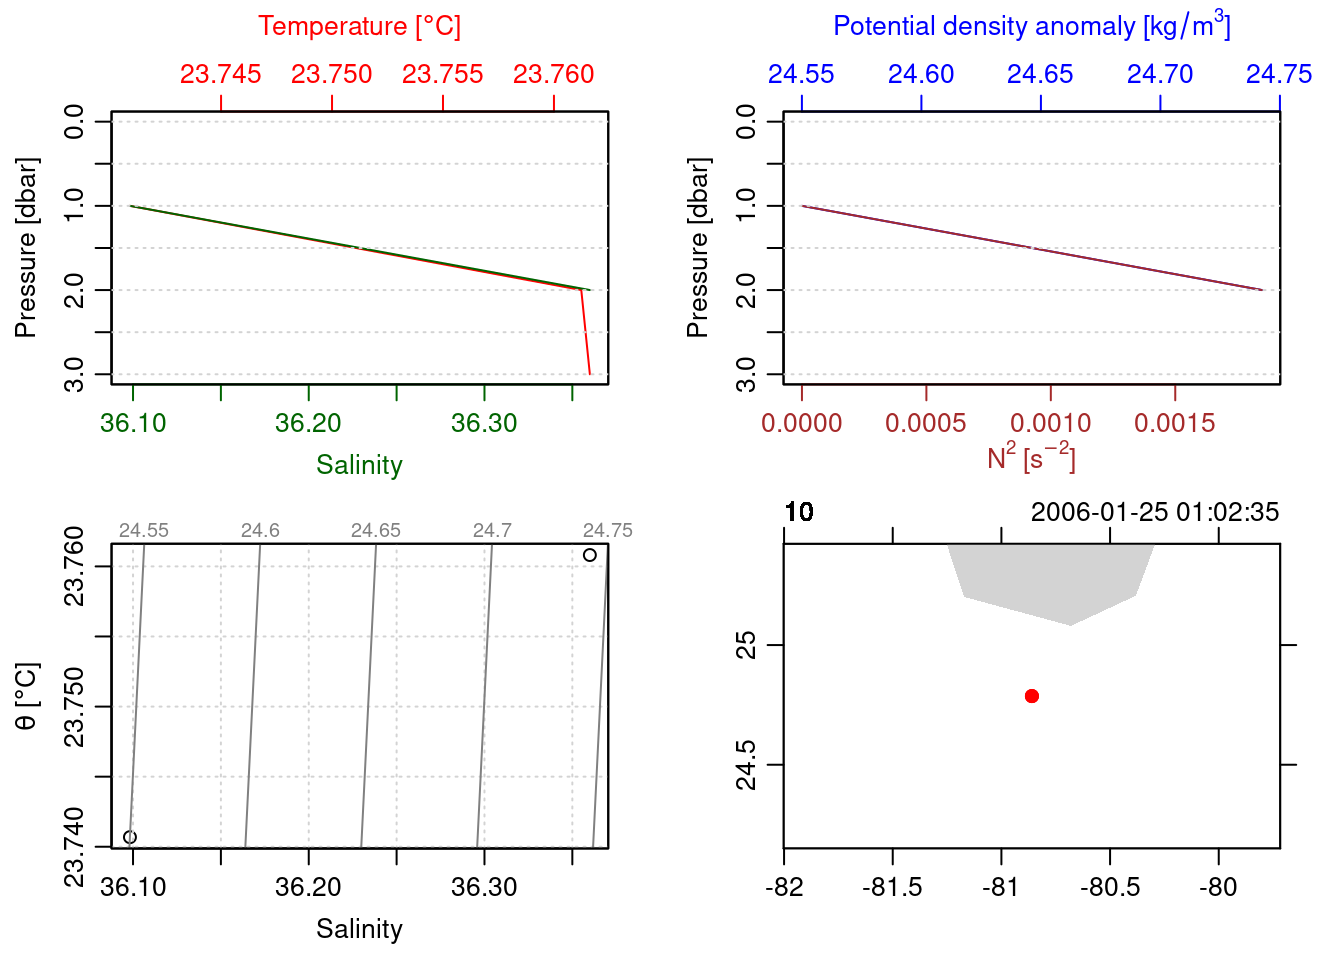 Temperature [°C]
23.745 23.750 23.755 23.760
Pressure [dbar]
0.0 1.0 2.0 3.0
36.10 36.20 36.30
Salinity
Potential density anomaly [kg/m³]
24.55 24.60 24.65 24.70 24.75
Pressure [dbar]
0.0 1.0 2.0 3.0
0.0000 0.0005 0.0010 0.0015
N² [s⁻²]
24.55 24.6 24.65 24.7 24.75
θ [°C]
23.760 23.750 23.740
36.10 36.20 36.30
Salinity
10 2006-01-25 01:02:35
25
24.5
-82 -81.5 -81 -80.5 -80